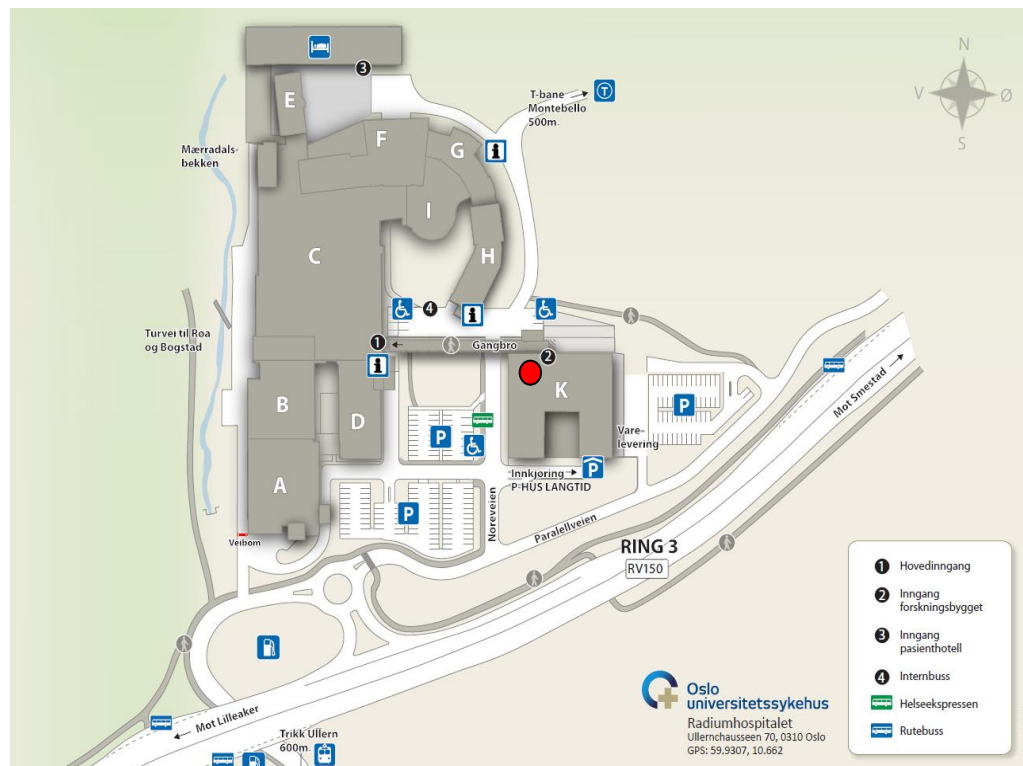 N
V
Ø
S
3
E
T-bane
Montebello
500m.
T
Mærradals-
bekken
F
G
i
I
C
H
4
i
Turvei til Røa
og Bogstad
1
Gangbro
2
i
K
B
D
P
P
Mot Smestad
Vare-
levering
A
Innkjøring
P-HUS LANGTID
P
P
Noreveien
Paralellveien
Veibom
RING 3
RV150
Mot Lilleaker
Trikk Ullern
600m.
1 Hovedinngang
2 Inngang
forskningsbygget
3 Inngang
pasienthotell
4 Internbuss
Helseekspressen
Rutebuss
Oslo
universitetssykehus
Radiumhospitalet
Ullernchausseen 70, 0310 Oslo
GPS: 59.9307, 10.662